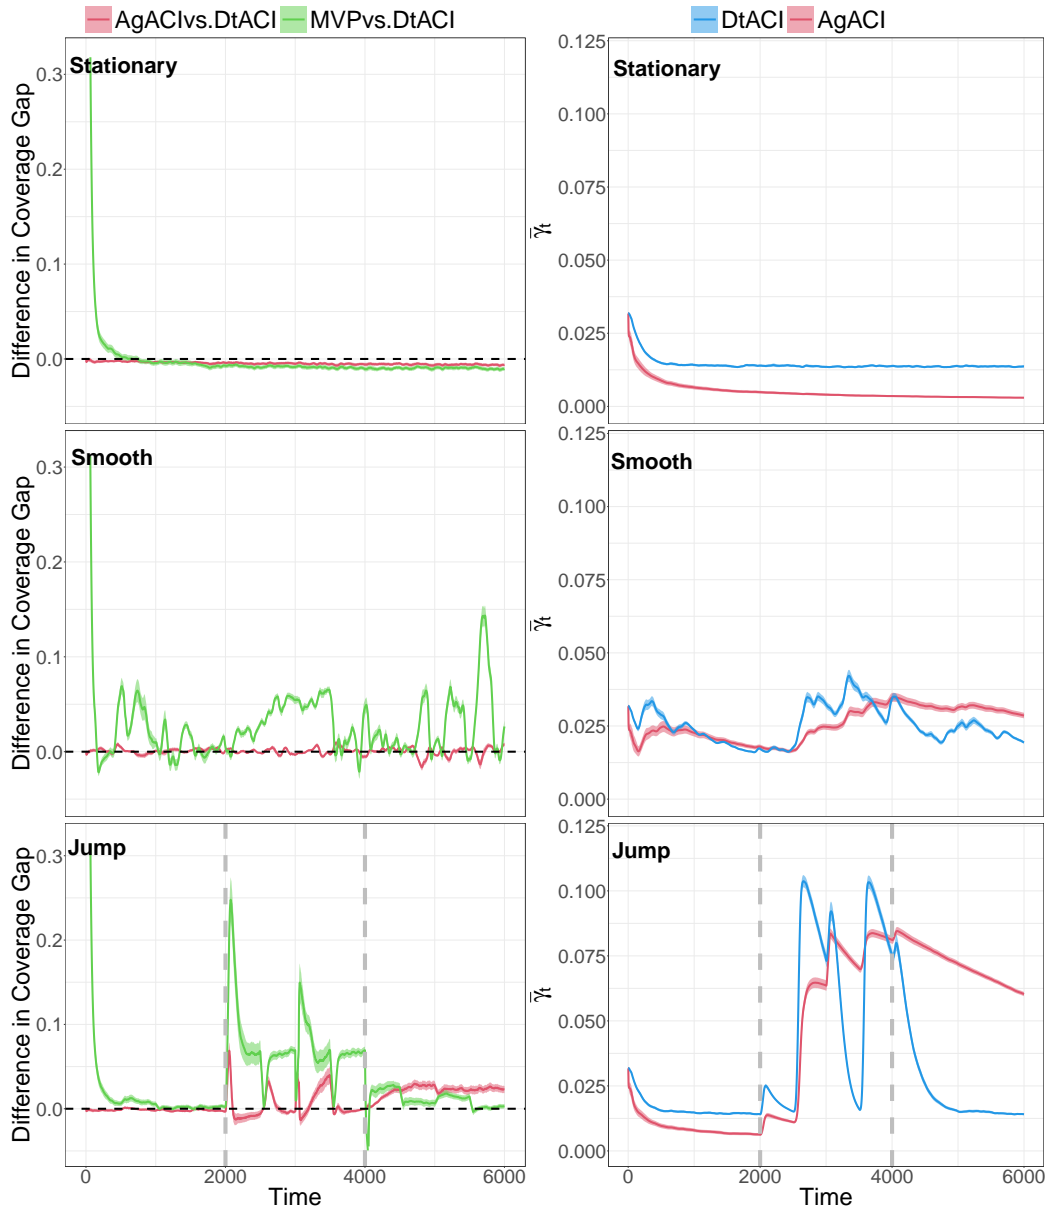 AgACIvs.DtACI MVPvs.DtACI
DtACI AgACI
Stationary
Difference in Coverage Gap
0.3
0.2
0.1
0.0
Stationary
γ̄t
0.125
0.100
0.075
0.050
0.025
0.000
Smooth
Difference in Coverage Gap
0.3
0.2
0.1
0.0
Smooth
γ̄t
0.125
0.100
0.075
0.050
0.025
0.000
Jump
Difference in Coverage Gap
0.3
0.2
0.1
0.0
0 2000 4000 6000
Time
Jump
γ̄t
0.125
0.100
0.075
0.050
0.025
0.000
0 2000 4000 6000
Time